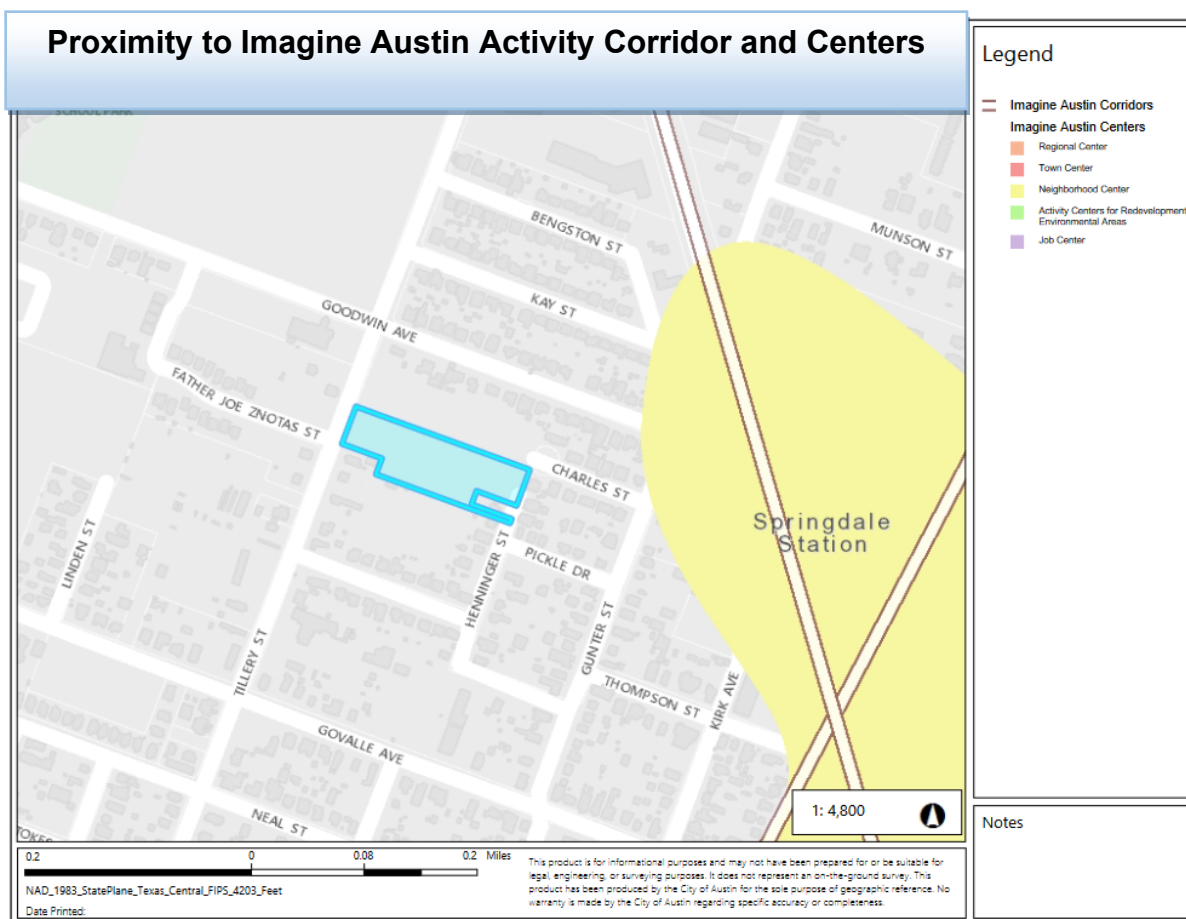 Proximity to Imagine Austin Activity Corridor and Centers
Legend
Imagine Austin Corridors
Imagine Austin Centers
Regional Center
Town Center
Neighborhood Center
Activity Centers for Redevelopment
Environmental Areas
Job Center
SCHOOL PARK
BENGSTON ST
MUNSON ST
KAY ST
GOODWIN AVE
FATHER JOE ZNOTAS ST
CHARLES ST
Springdale
Station
LINDEN ST
PICKLE DR
HENNINGER ST
GUNTER ST
TILLERY ST
THOMPSON ST
KIRK AVE
GOVALLE AVE
NEAL ST
STOKES
1: 4,800
Notes
0.2
0
0.08
0.2
Miles
NAD_1983_StatePlane_Texas_Central_FIPS_4203_Feet
Date Printed:
This product is for informational purposes and may not have been prepared for or be suitable for
legal, engineering, or surveying purposes. It does not represent an on-the-ground survey. This
product has been produced by the City of Austin for the sole purpose of geographic reference. No
warranty is made by the City of Austin regarding specific accuracy or completeness.